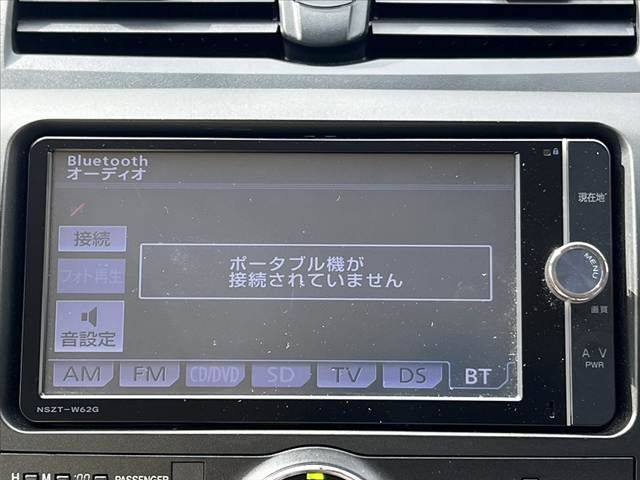 Bluetooth
オーディオ
現在地
接続
ポータブル機が
接続されていません
フォト再生
MENU
画質
音設定
A V
PWR
AM FM CD/DVD SD TV DS BT
NSZT-W62G
H M :00 PASSENGER